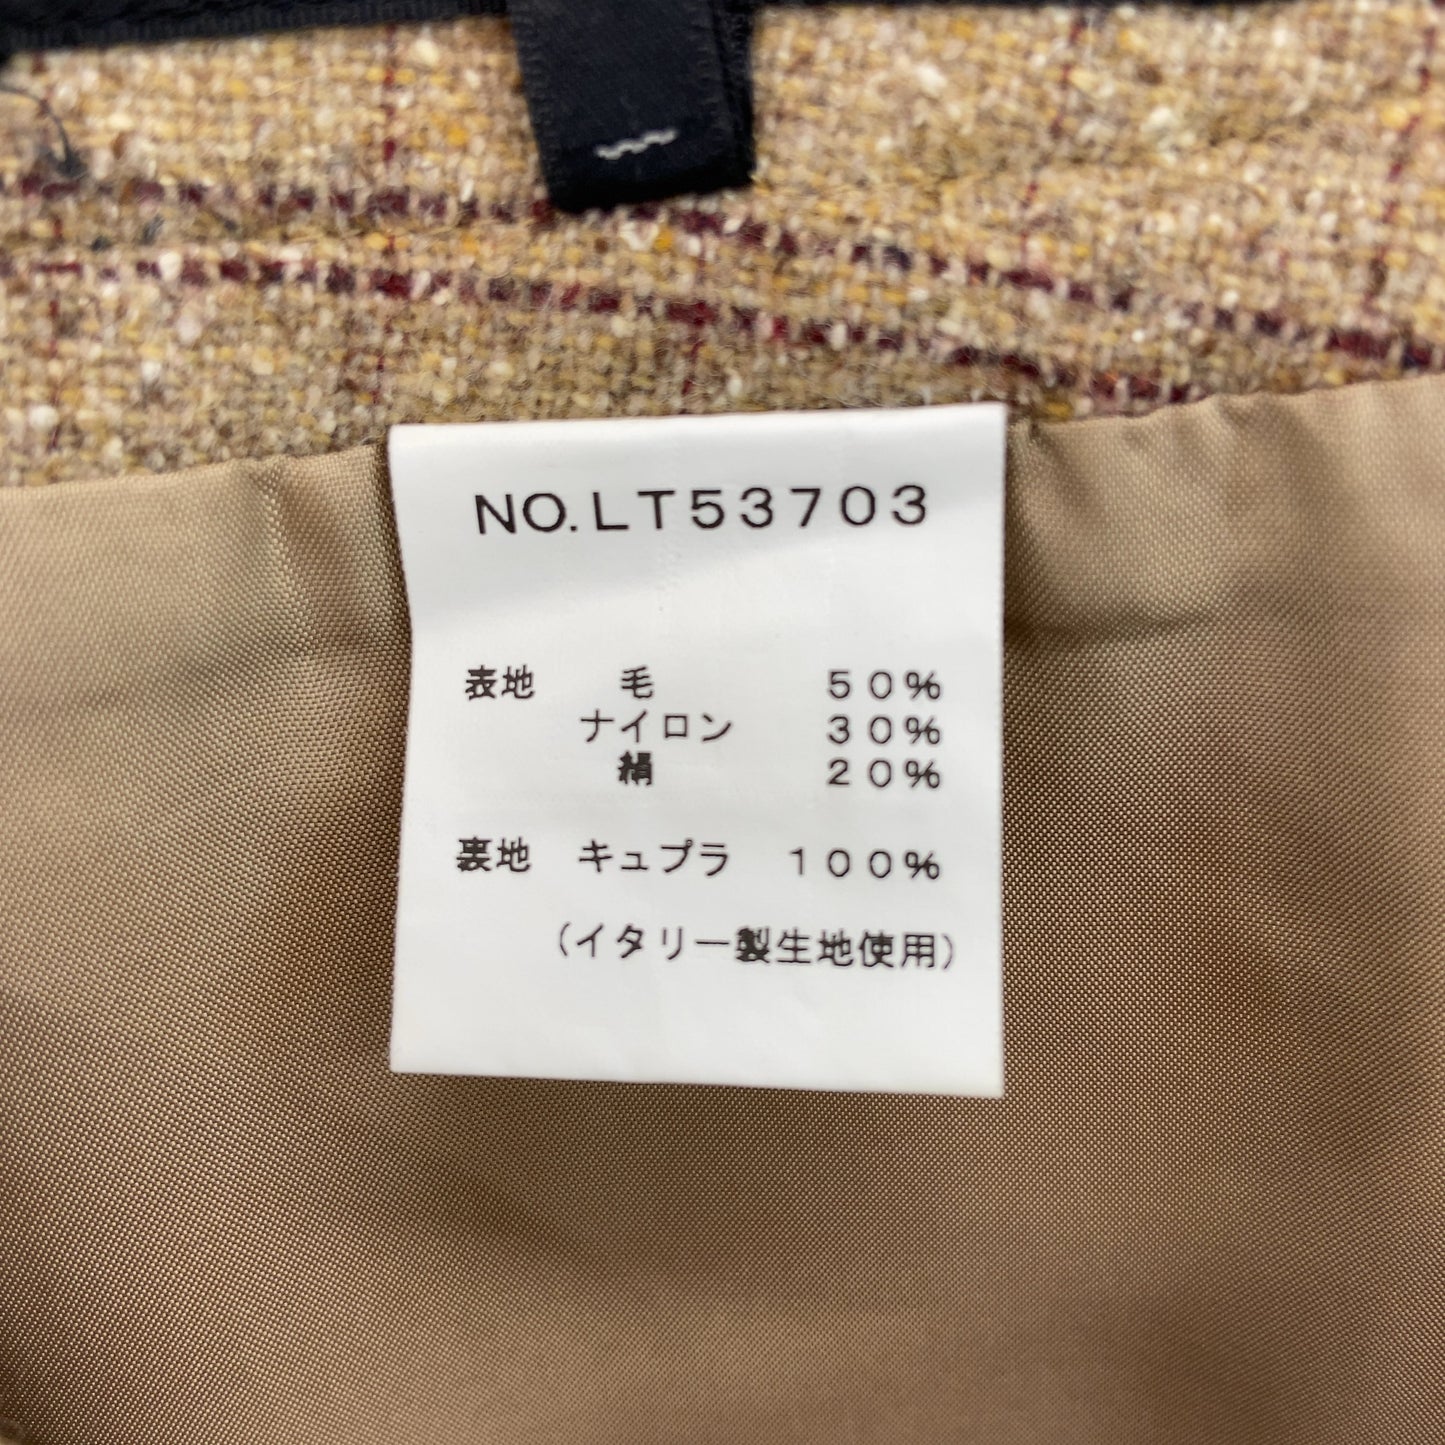 NO.LT53703
表地 毛 50%
ナイロン 30%
絹 20%
裏地 キュプラ 100%
(イタリー製生地使用)